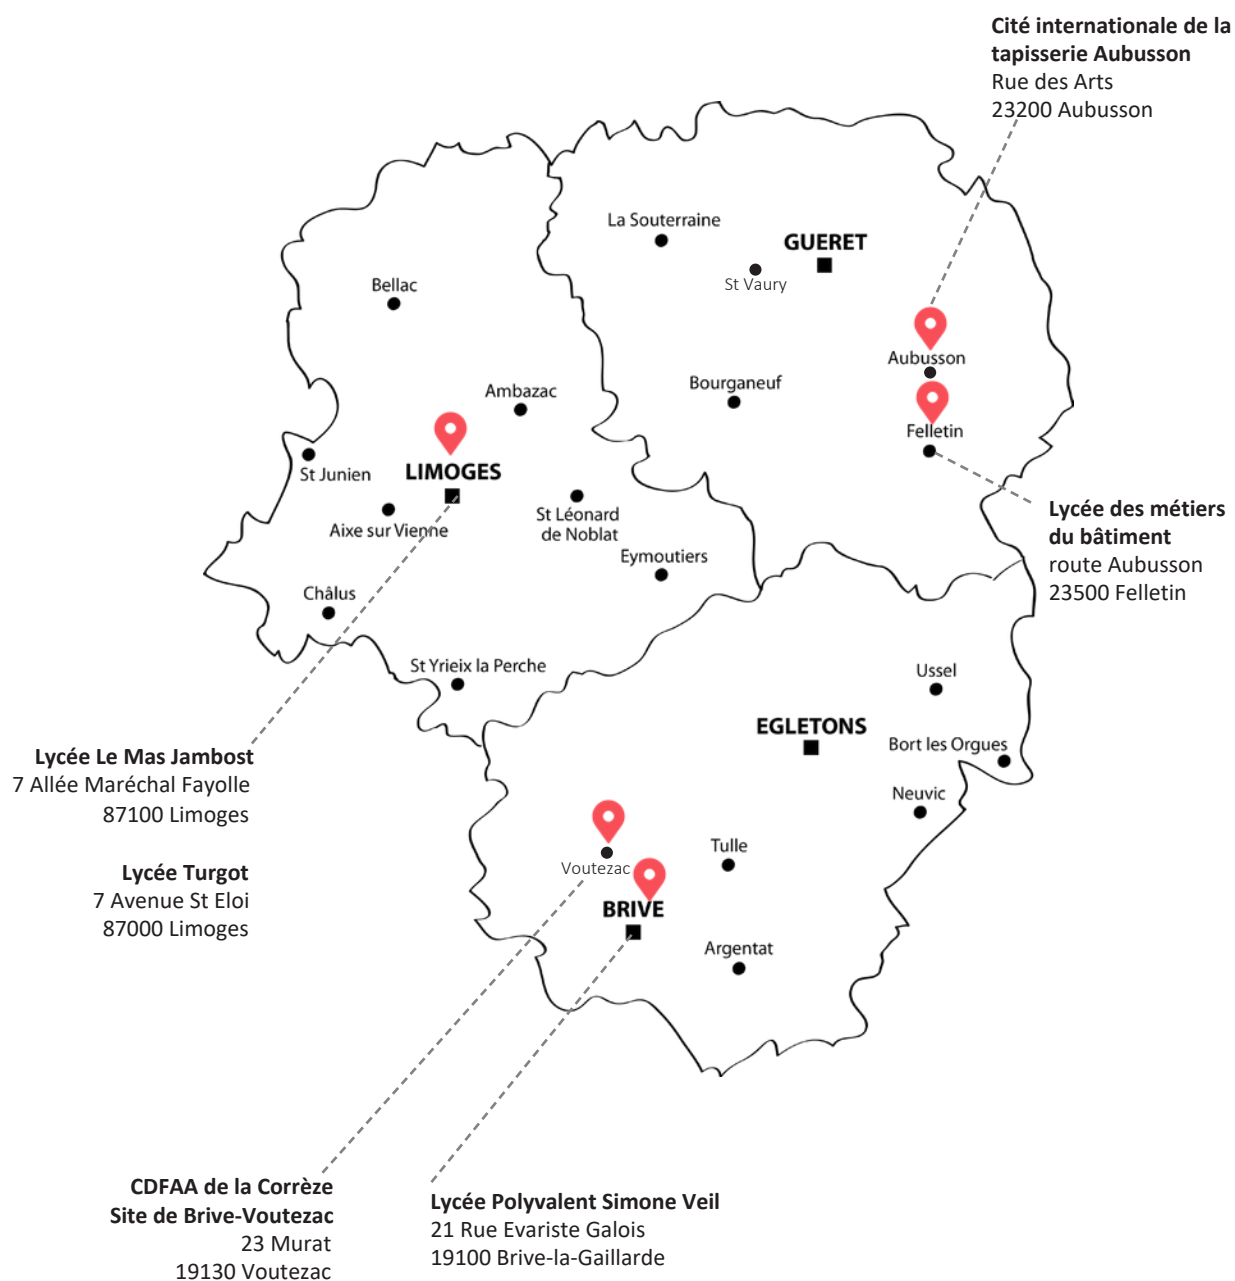 Cité internationale de la
tapisserie Aubusson
Rue des Arts
23200 Aubusson
La Souterraine
GUERET
St Vaury
Bellac
Aubusson
Bourganeuf
Ambazac
Felletin
LIMOGES
St Junien
Aixe sur Vienne
St Léonard
de Noblat
Eymoutiers
Châlus
St Yrieix la Perche
Lycée des métiers
du bâtiment
route Aubusson
23500 Felletin
Ussel
EGLETONS
Bort les Orgues
Neuvic
Tulle
Voutezac
BRIVE
Argentat
Lycée Le Mas Jambost
7 Allée Maréchal Fayolle
87100 Limoges
Lycée Turgot
7 Avenue St Eloi
87000 Limoges
CDFAA de la Corrèze
Site de Brive-Voutezac
23 Murat
19130 Voutezac
Lycée Polyvalent Simone Veil
21 Rue Evariste Galois
19100 Brive-la-Gaillarde